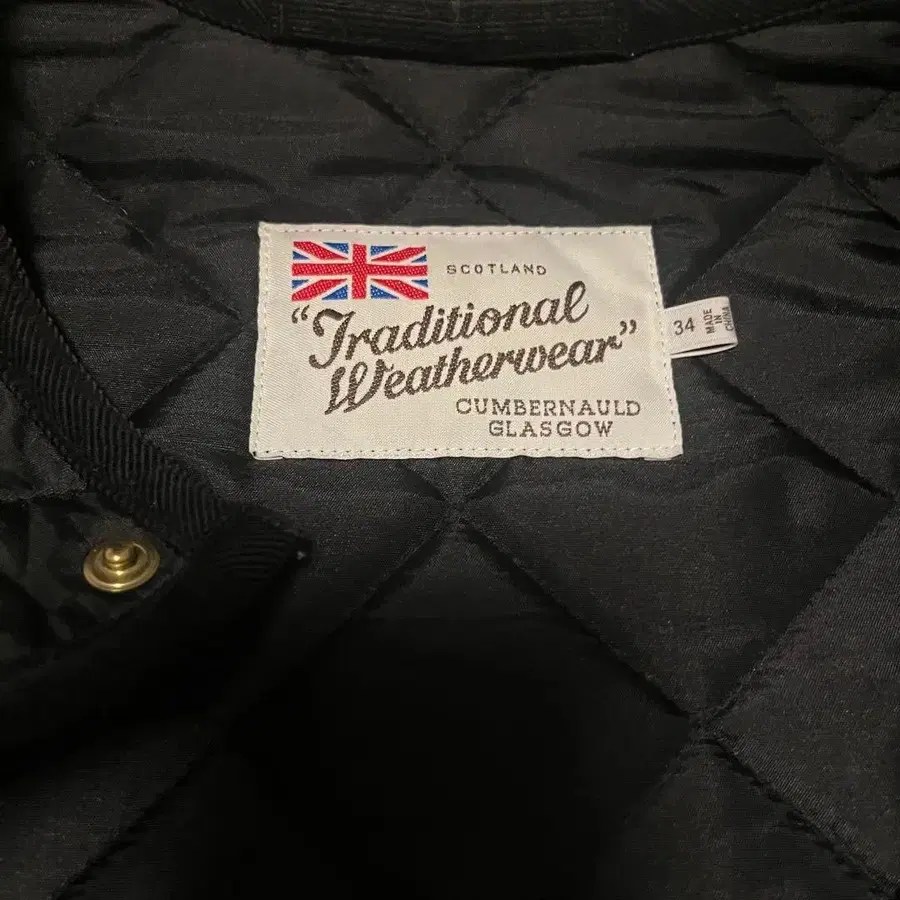 SCOTLAND
"Traditional
Weatherwear"
CUMBERNAULD
GLASGOW
34
MADE
IN
CHINA